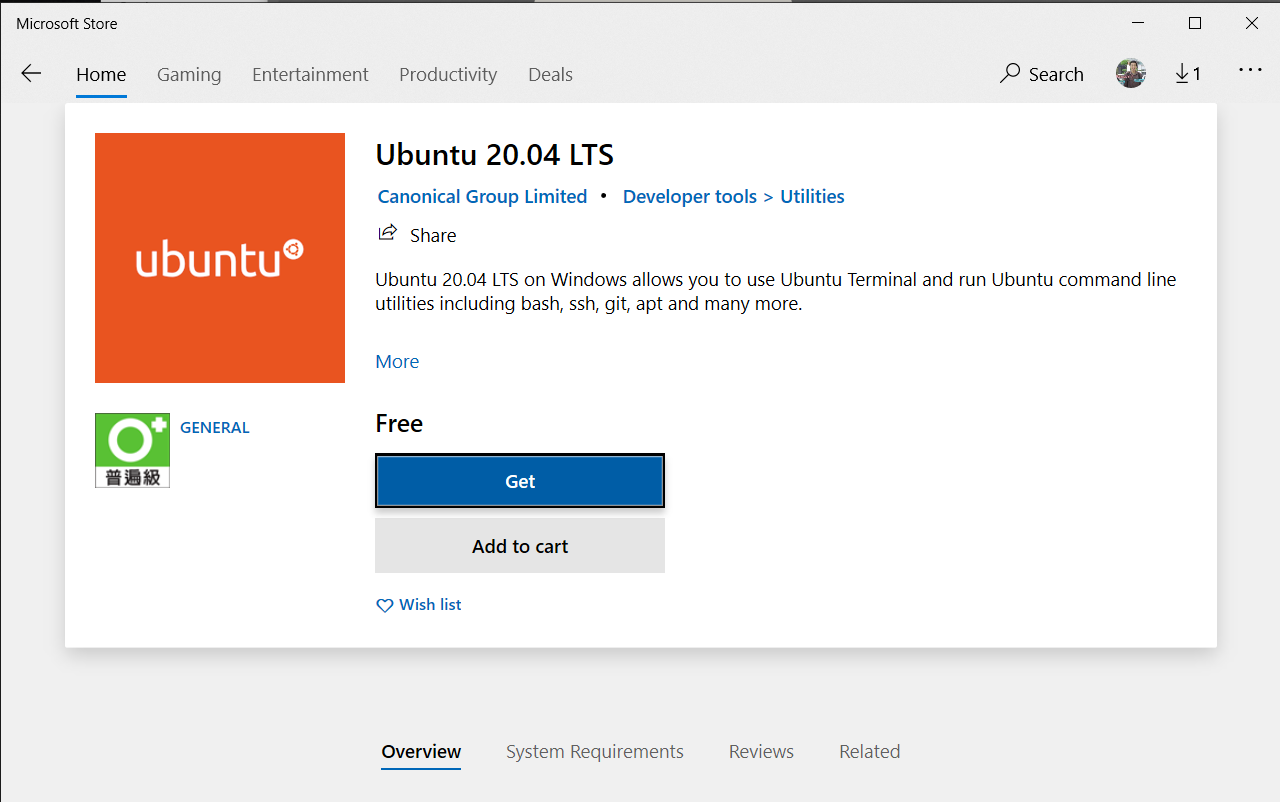 Microsoft Store
Home Gaming Entertainment Productivity Deals Search 1 ...
ubuntu
Ubuntu 20.04 LTS
Canonical Group Limited • Developer tools > Utilities
Share
Ubuntu 20.04 LTS on Windows allows you to use Ubuntu Terminal and run Ubuntu command line
utilities including bash, ssh, git, apt and many more.
More
普遍級
GENERAL
Free
Get
Add to cart
Wish list
Overview System Requirements Reviews Related